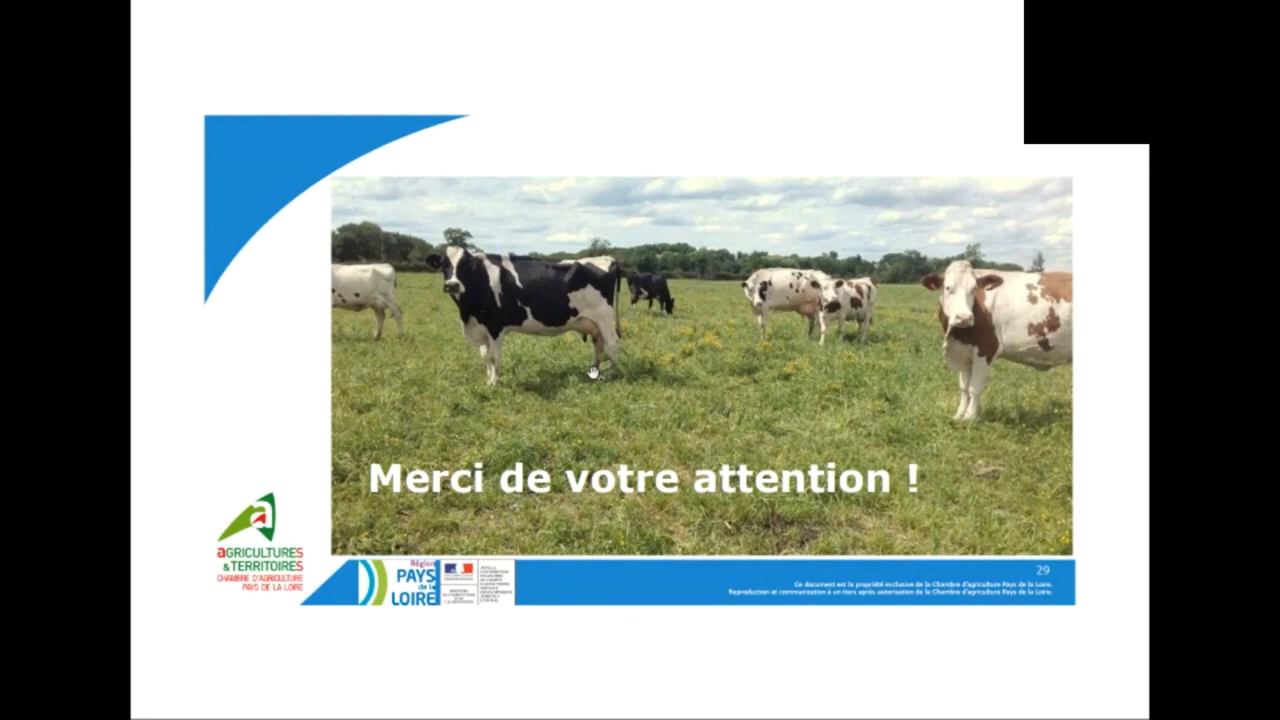 Merci de votre attention !
aGRICULTURES
& TERRITOIRES
CHAMBRE D'AGRICULTURE
PAYS DE LA LOIRE
Région
PAYS
de la
LOIRE
29
Ce document est la propriété exclusive de la Chambre d'agriculture Pays de la Loire.
Reproduction et communication à un tiers après autorisation de la Chambre d'agriculture Pays de la Loire.